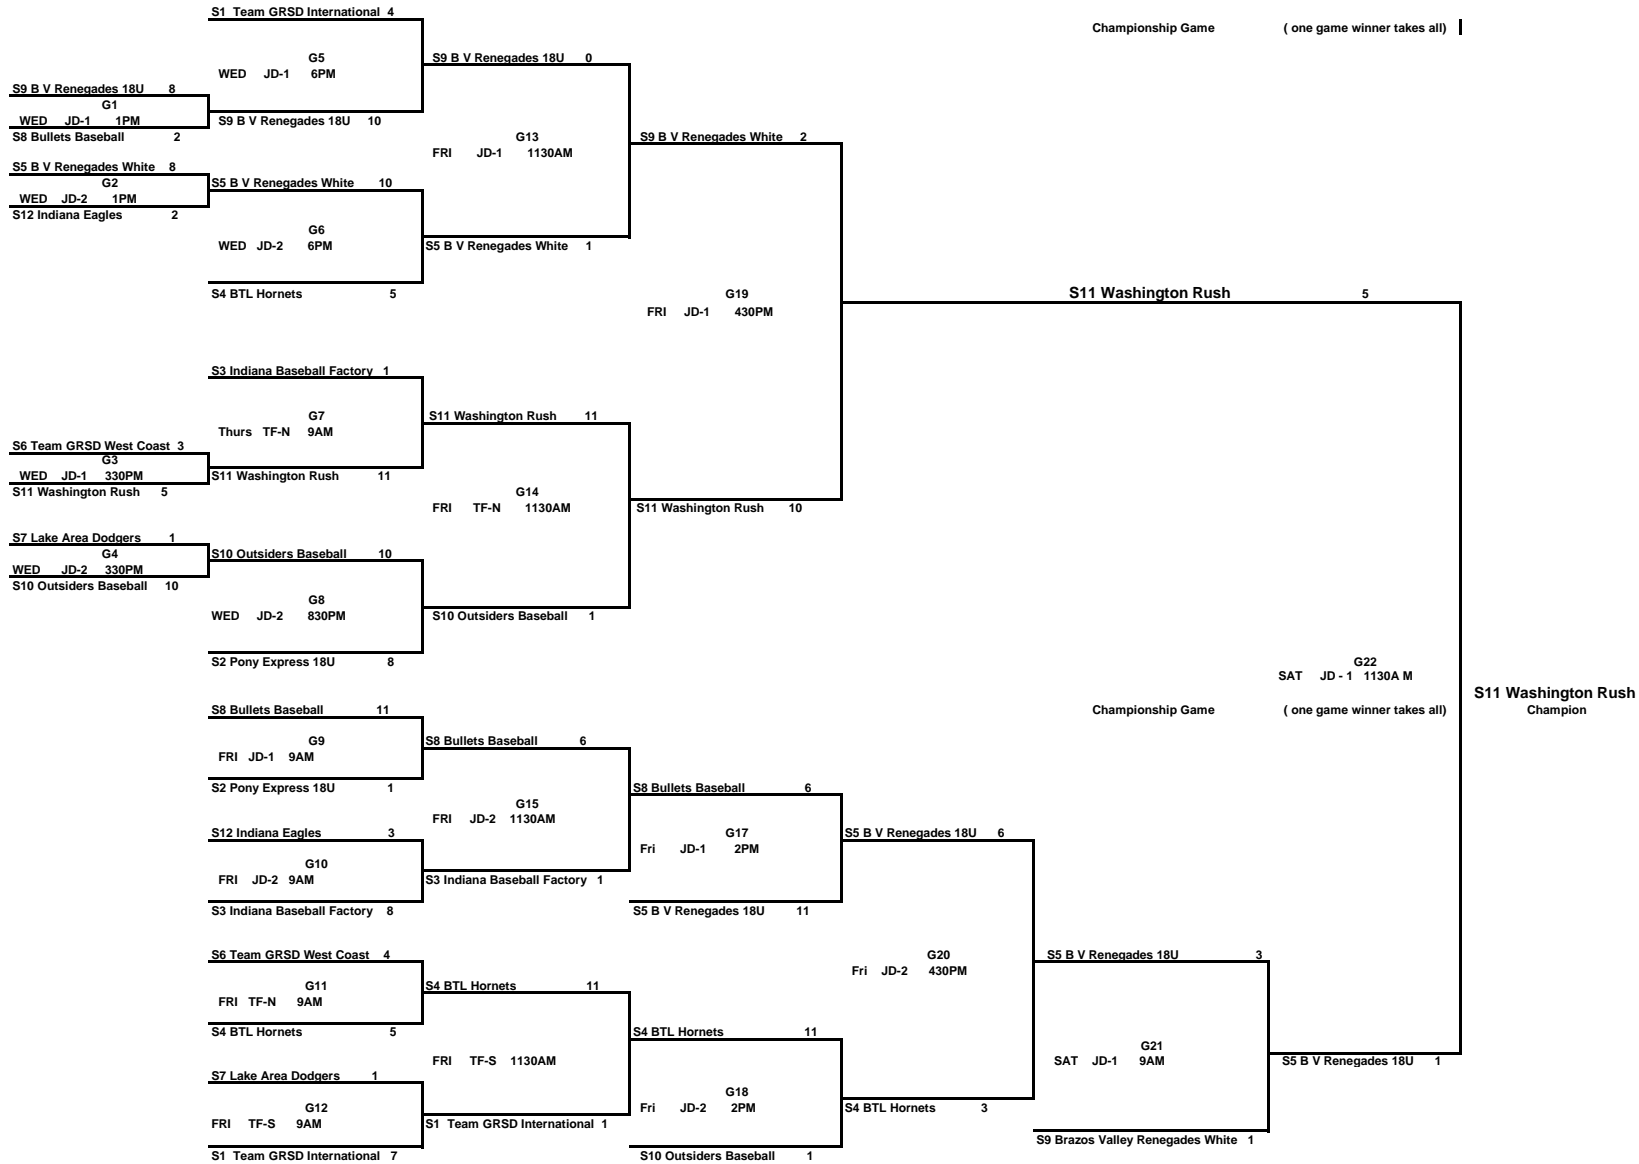 S1 Team GRSD International 4
Championship Game ( one game winner takes all)
G5
S9 B V Renegades 18U 0
WED JD-1 6PM
S9 B V Renegades 18U 8
G1
WED JD-1 1PM
S9 B V Renegades 18U 10
S8 Bullets Baseball 2
G13
S9 B V Renegades White 2
FRI JD-1 1130AM
S5 B V Renegades White 8
G2
S5 B V Renegades White 10
WED JD-2 1PM
S12 Indiana Eagles 2
G6
WED JD-2 6PM
S5 B V Renegades White 1
S4 BTL Hornets 5
G19
S11 Washington Rush 5
FRI JD-1 430PM
S3 Indiana Baseball Factory 1
G7
S11 Washington Rush 11
Thurs TF-N 9AM
S6 Team GRSD West Coast 3
G3
WED JD-1 330PM
S11 Washington Rush 11
S11 Washington Rush 5
G14
FRI TF-N 1130AM
S11 Washington Rush 10
S7 Lake Area Dodgers 1
G4
S10 Outsiders Baseball 10
WED JD-2 330PM
S10 Outsiders Baseball 10
G8
WED JD-2 830PM
S10 Outsiders Baseball 1
S2 Pony Express 18U 8
G22
SAT JD - 1 1130A M
S11 Washington Rush
Champion
Championship Game ( one game winner takes all)
S8 Bullets Baseball 11
G9
S8 Bullets Baseball 6
FRI JD-1 9AM
S2 Pony Express 18U 1
S8 Bullets Baseball 6
G15
FRI JD-2 1130AM
S12 Indiana Eagles 3
G17
S5 B V Renegades 18U 6
Fri JD-1 2PM
G10
FRI JD-2 9AM
S3 Indiana Baseball Factory 1
S3 Indiana Baseball Factory 8
S5 B V Renegades 18U 11
S6 Team GRSD West Coast 4
G20
S5 B V Renegades 18U 3
Fri JD-2 430PM
G11
S4 BTL Hornets 11
FRI TF-N 9AM
S4 BTL Hornets 5
S4 BTL Hornets 11
G21
FRI TF-S 1130AM
SAT JD-1 9AM
S5 B V Renegades 18U 1
S7 Lake Area Dodgers 1
G18
G12
Fri JD-2 2PM
S4 BTL Hornets 3
FRI TF-S 9AM
S1 Team GRSD International 1
S9 Brazos Valley Renegades White 1
S1 Team GRSD International 7
S10 Outsiders Baseball 1